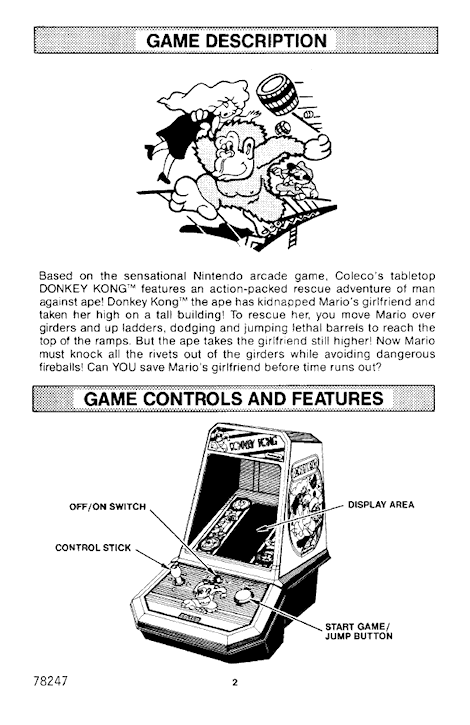 GAME DESCRIPTION
Based on the sensational Nintendo arcade game, Coleco's tabletop
DONKEY KONG™ features an action-packed rescue adventure of man
against ape! Donkey Kong™ the ape has kidnapped Mario's girlfriend and
taken her high on a tall building! To rescue her, you move Mario over
girders and up ladders, dodging and jumping lethal barrels to reach the
top of the ramps. But the ape takes the girlfriend still higher! Now Mario
must knock all the rivets out of the girders while avoiding dangerous
fireballs! Can YOU save Mario's girlfriend before time runs out?
GAME CONTROLS AND FEATURES
DONKEY KONG
OFF/ON SWITCH
DISPLAY AREA
CONTROL STICK
START GAME/
JUMP BUTTON
78247
2